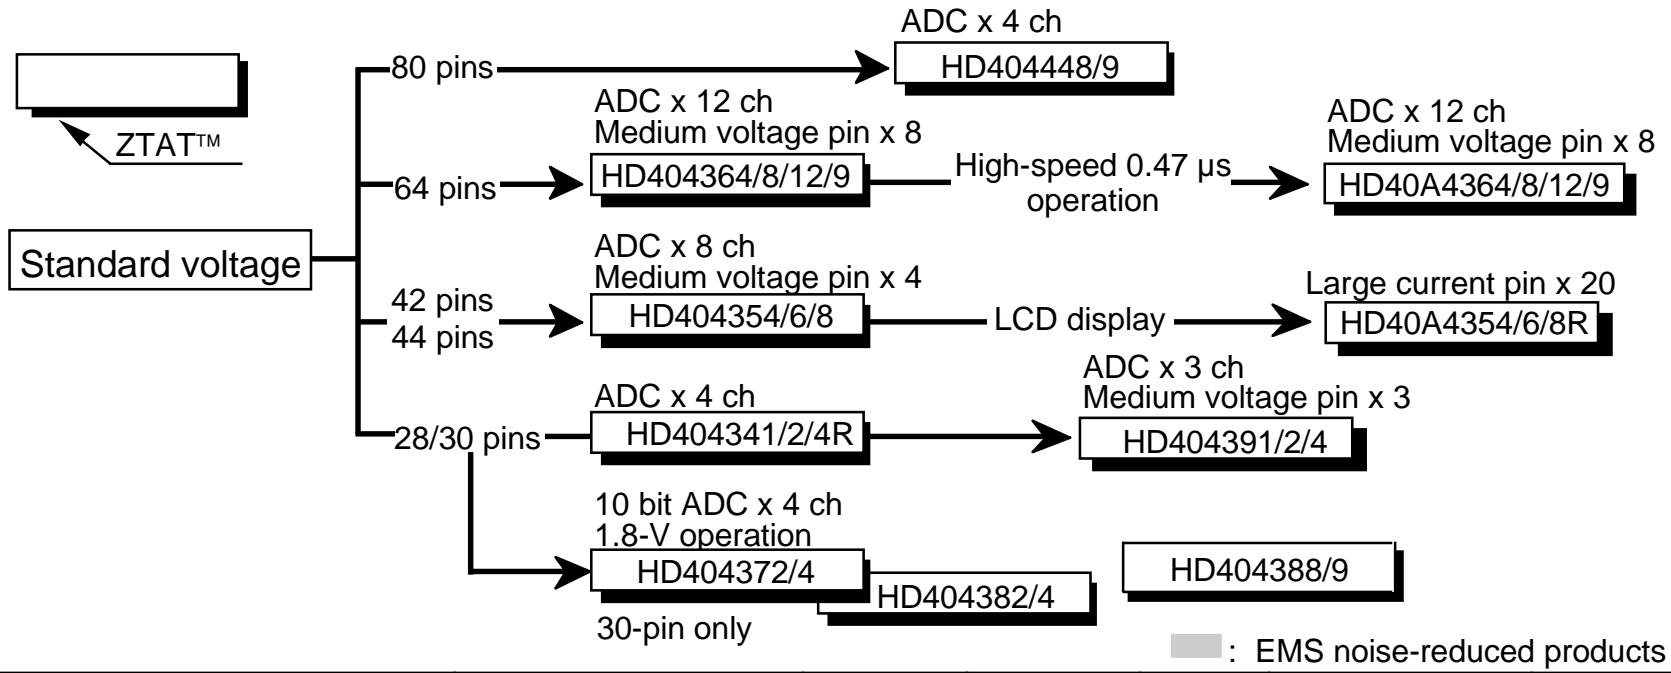 ADC x 4 ch
80 pins
HD404448/9
ZTAT™
ADC x 12 ch
Medium voltage pin x 8
64 pins
HD404364/8/12/9
High-speed 0.47 µs
operation
ADC x 12 ch
Medium voltage pin x 8
HD40A4364/8/12/9
Standard voltage
ADC x 8 ch
Medium voltage pin x 4
42 pins
44 pins
HD404354/6/8
LCD display
Large current pin x 20
HD40A4354/6/8R
ADC x 4 ch
28/30 pins
HD404341/2/4R
ADC x 3 ch
Medium voltage pin x 3
HD404391/2/4
10 bit ADC x 4 ch
1.8-V operation
HD404372/4
HD404382/4
HD404388/9
30-pin only
: EMS noise-reduced products